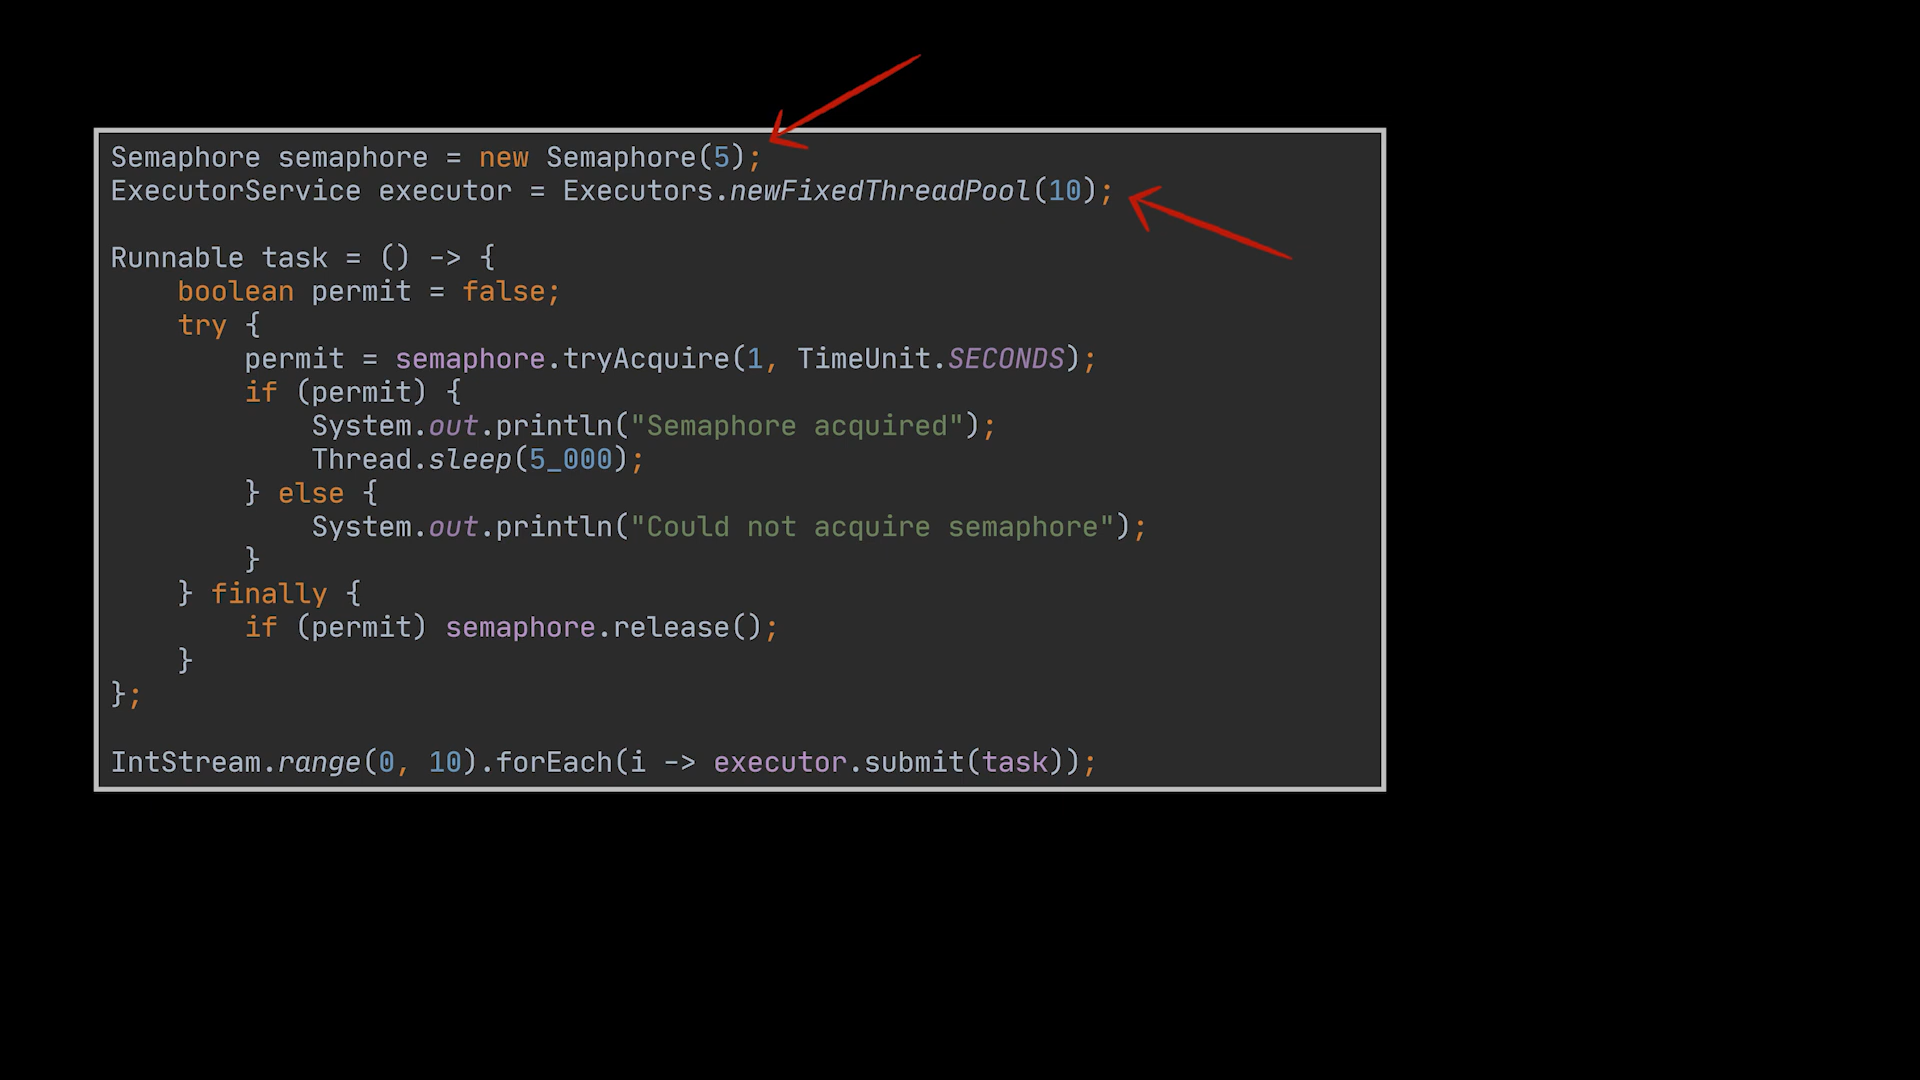 Semaphore semaphore = new Semaphore(5);
ExecutorService executor = Executors.newFixedThreadPool(10);
Runnable task = () -> {
boolean permit = false;
try {
permit = semaphore.tryAcquire(1, TimeUnit.SECONDS);
if (permit) {
System.out.println("Semaphore acquired");
Thread.sleep(5_000);
} else {
System.out.println("Could not acquire semaphore");
}
} finally {
if (permit) semaphore.release();
}
};
IntStream.range(0, 10).forEach(i -> executor.submit(task));